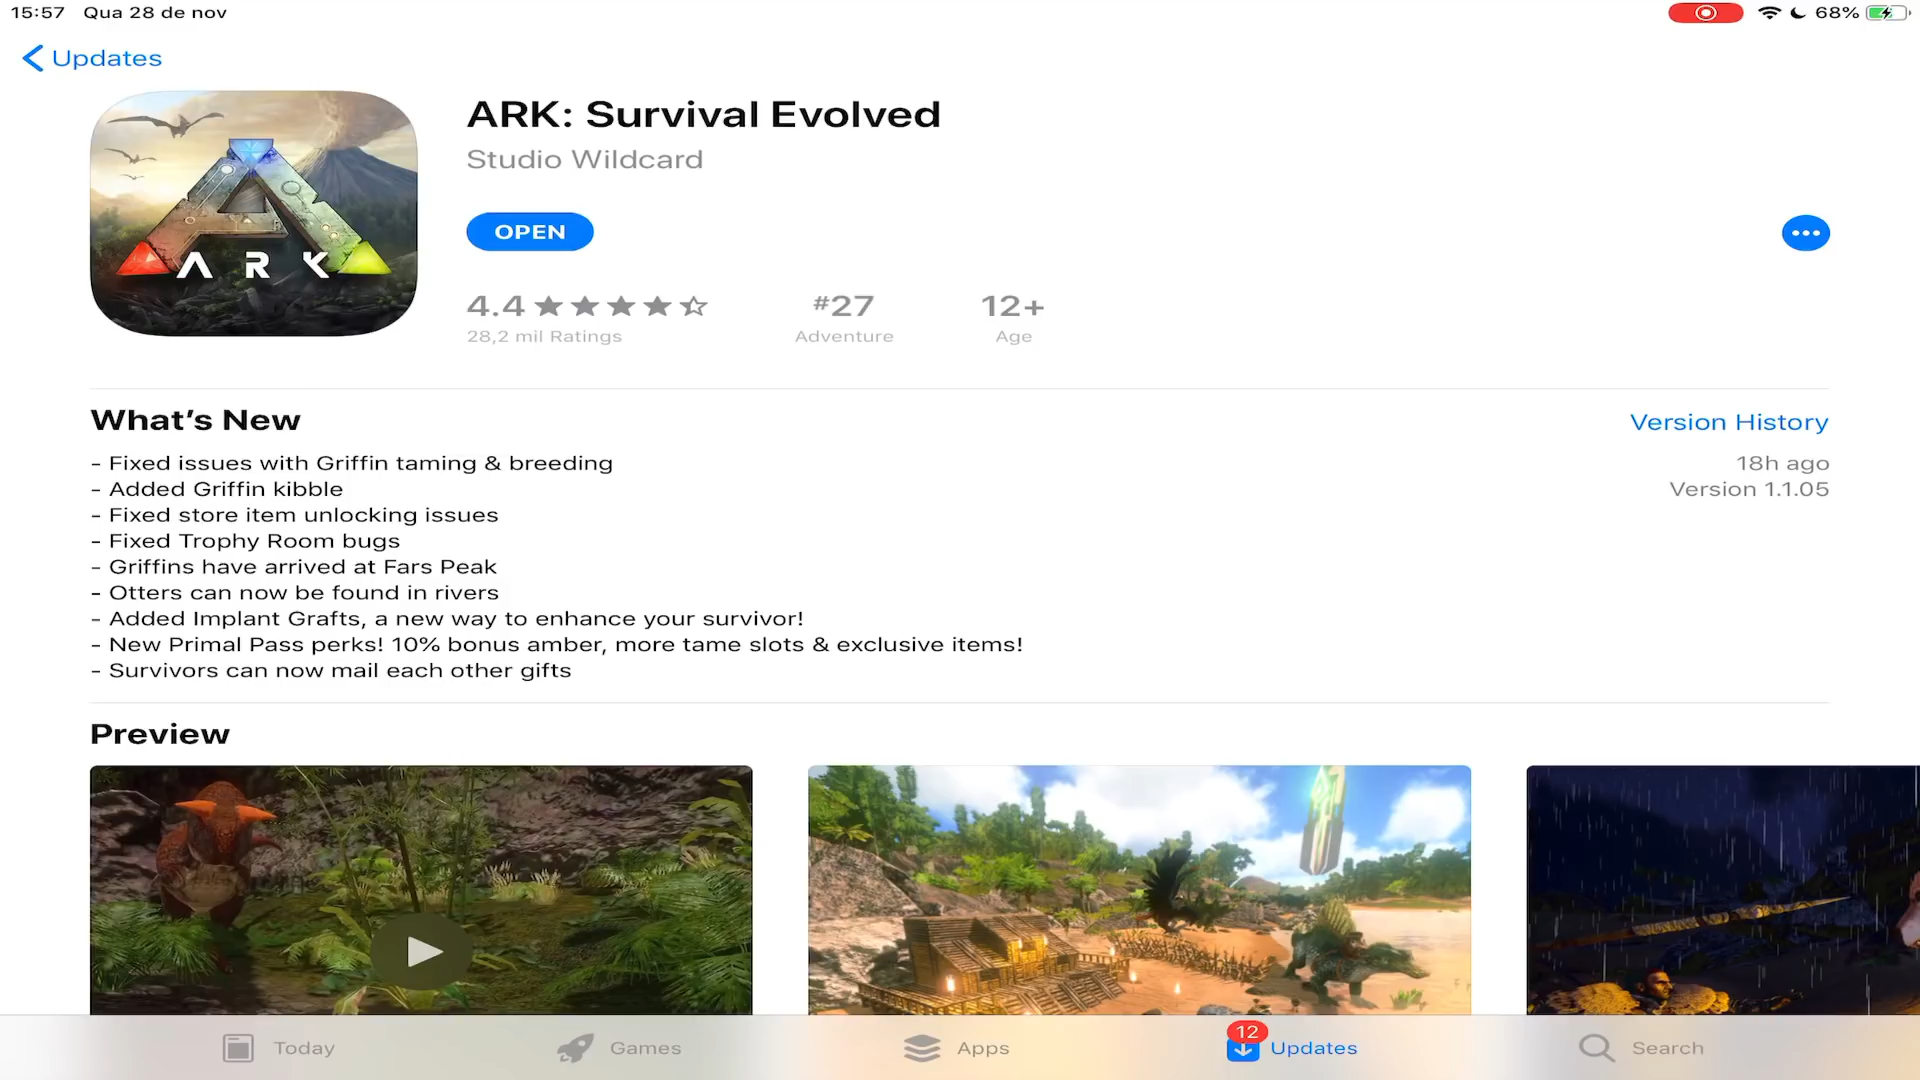 15:57 Qua 28 de nov
68%
Updates
ARK: Survival Evolved
Studio Wildcard
ARK
OPEN
4.4
#27
12+
28,2 mil Ratings
Adventure
Age
What's New
Version History
- Fixed issues with Griffin taming & breeding
18h ago
- Added Griffin kibble
Version 1.1.05
- Fixed store item unlocking issues
- Fixed Trophy Room bugs
- Griffins have arrived at Fars Peak
- Otters can now be found in rivers
- Added Implant Grafts, a new way to enhance your survivor!
- New Primal Pass perks! 10% bonus amber, more tame slots & exclusive items!
- Survivors can now mail each other gifts
Preview
Today
Games
Apps
12
Updates
Search